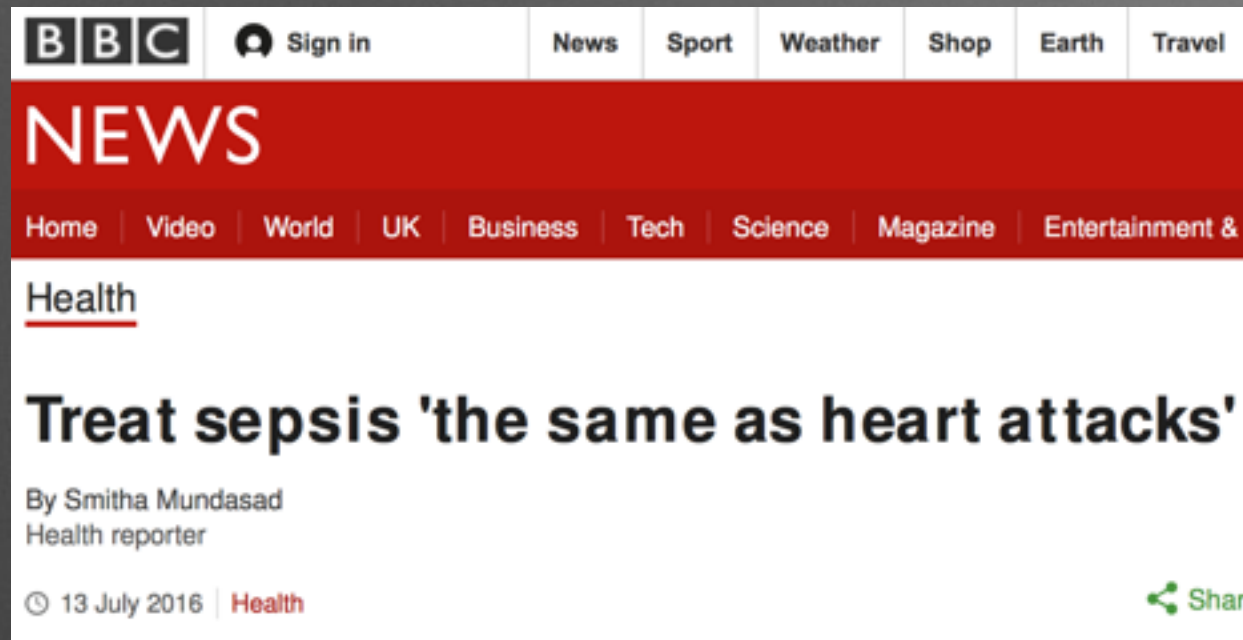 BBC Sign in News Sport Weather Shop Earth Travel
NEWS
Home Video World UK Business Tech Science Magazine Entertainment &
Health
Treat sepsis 'the same as heart attacks'
By Smitha Mundasad
Health reporter
13 July 2016 Health Shar